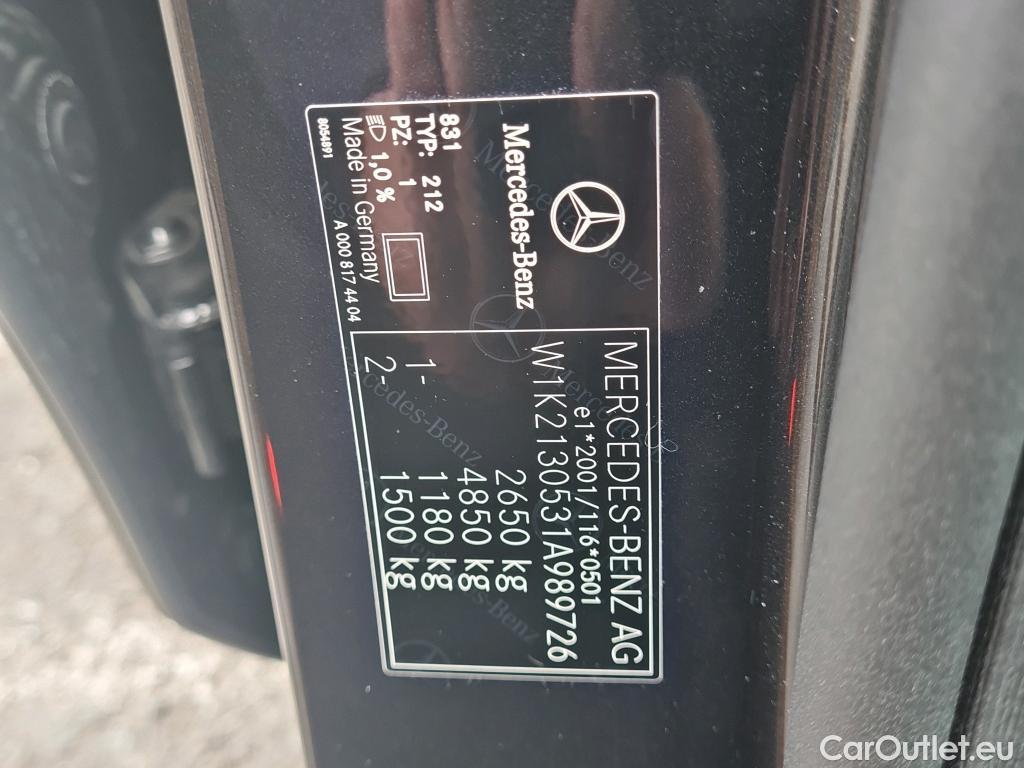 Mercedes-Benz
831
TYP: 212
PZ: 1
1,0 %
Made in Germany
8054891
A 000 817 44 04
MERCEDES-BENZ AG
e1*2001/116*0501
W1K2130531A989726
2650 kg
4850 kg
1- 1180 kg
2- 1500 kg
CarOutlet.eu